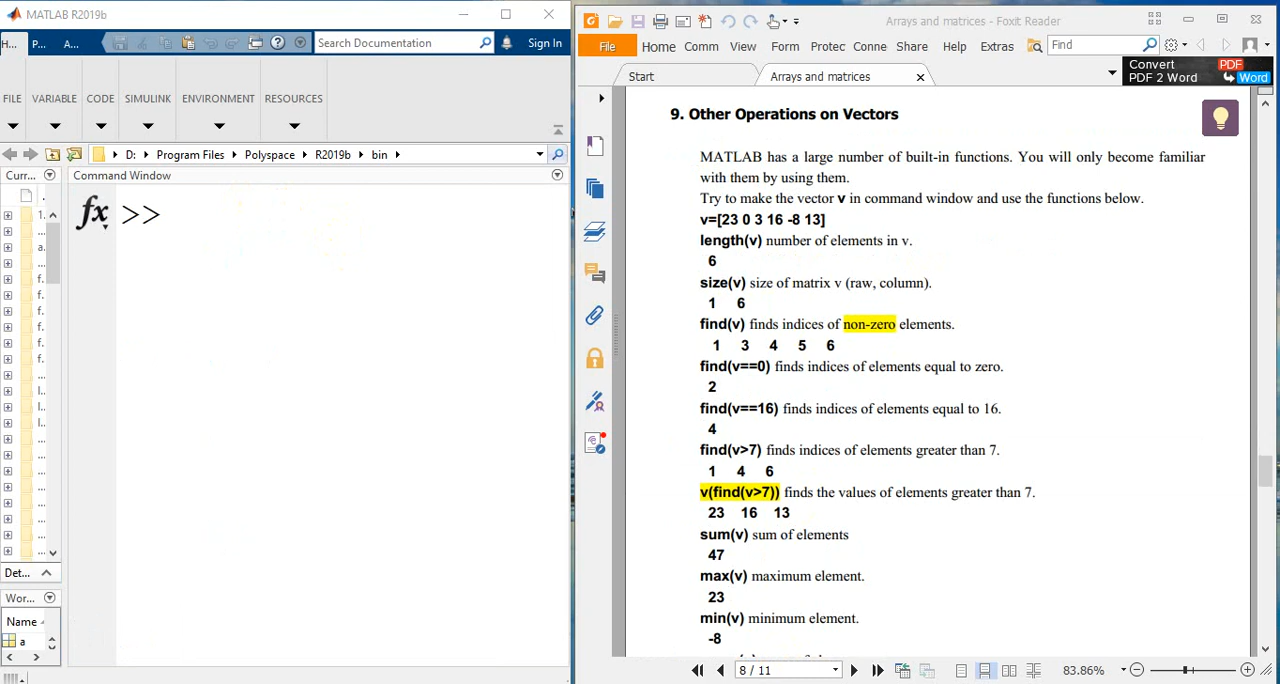 MATLAB R2019b
H...
P...
A...
Search Documentation
Sign In
FILE
VARIABLE
CODE
SIMULINK
ENVIRONMENT
RESOURCES
D:
Program Files
Polyspace
R2019b
bin
Curr...
Command Window
fx >>
1.
...
a.
...
f.
f.
f.
f.
f.
f.
...
l.
l.
l.
...
...
...
...
...
...
...
...
Det...
Wor...
Name
a
Arrays and matrices - Foxit Reader
File
Home
Comm
View
Form
Protec
Conne
Share
Help
Extras
Find
Start
Arrays and matrices
Convert PDF
PDF 2 Word Word
9. Other Operations on Vectors
MATLAB has a large number of built-in functions. You will only become familiar
with them by using them.
Try to make the vector v in command window and use the functions below.
v=[23 0 3 16 -8 13]
length(v) number of elements in v.
6
size(v) size of matrix v (raw, column).
1 6
find(v) finds indices of non-zero elements.
1 3 4 5 6
find(v==0) finds indices of elements equal to zero.
2
find(v==16) finds indices of elements equal to 16.
4
find(v>7) finds indices of elements greater than 7.
1 4 6
v(find(v>7)) finds the values of elements greater than 7.
23 16 13
sum(v) sum of elements
47
max(v) maximum element.
23
min(v) minimum element.
-8
8 / 11
83.86%